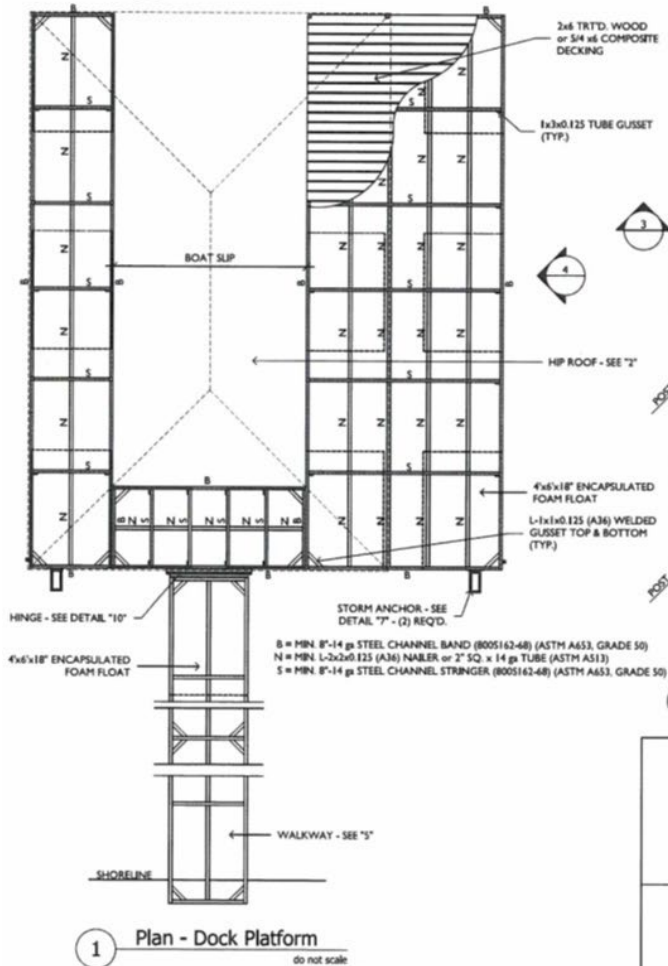 B
B
2x6 TRT'D. WOOD
or 5/4 x6 COMPOSITE
DECKING
N
N
S
S
1x3x0.125 TUBE GUSSET
(TYP.)
N
N
N
N
N
S
S
3
N
N
N
N
N
BOAT SLIP
4
B
B
B
B
S
S
N
N
N
N
N
HIP ROOF - SEE "2"
S
S
POST
N
N
N
N
N
S
S
B
4'x6'x18" ENCAPSULATED
FOAM FLOAT
N
B N S N S N S N S N B
N
N
N
N
L-1x1x0.125 (A36) WELDED
GUSSET TOP & BOTTOM
(TYP.)
B
B
B
POST
HINGE - SEE DETAIL "10"
STORM ANCHOR - SEE
DETAIL "7" - (2) REQ'D.
B = MIN. 8"-14 ga STEEL CHANNEL BAND (800S162-68) (ASTM A653, GRADE 50)
N = MIN. L-2x2x0.125 (A36) NAILER or 2" SQ. x 14 ga TUBE (ASTM A513)
S = MIN. 8"-14 ga STEEL CHANNEL STRINGER (800S162-68) (ASTM A653, GRADE 50)
4'x6'x18" ENCAPSULATED
FOAM FLOAT
WALKWAY - SEE "5"
SHORELINE
1
Plan - Dock Platform
do not scale